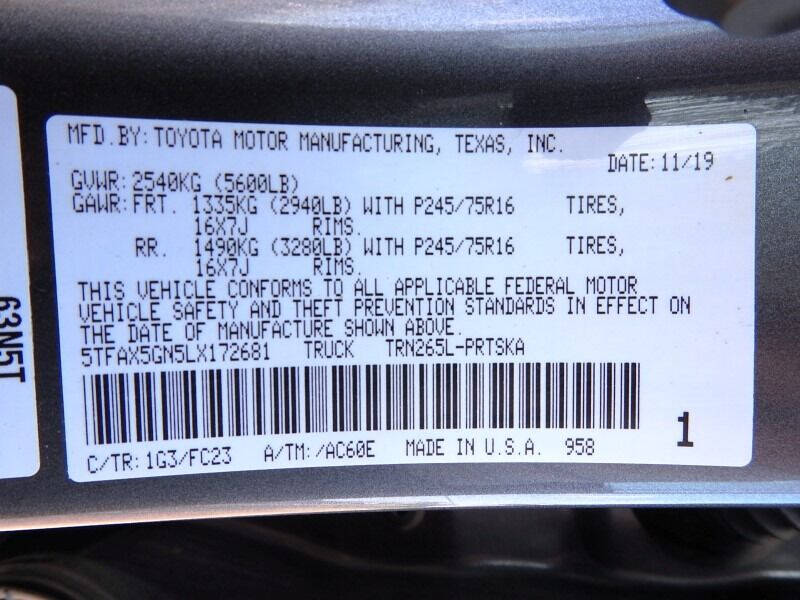 MFD.BY:TOYOTA MOTOR MANUFACTURING, TEXAS, INC.
DATE:11/19
GVWR:2540KG (5600LB)
GAWR:FRT. 1335KG (2940LB) WITH P245/75R16 TIRES,
16X7J RIMS.
RR. 1490KG (3280LB) WITH P245/75R16 TIRES,
16X7J RIMS.
THIS VEHICLE CONFORMS TO ALL APPLICABLE FEDERAL MOTOR
VEHICLE SAFETY AND THEFT PREVENTION STANDARDS IN EFFECT ON
THE DATE OF MANUFACTURE SHOWN ABOVE.
5TFAX5GN5LX172681 TRUCK TRN265L-PRTSKA
1
C/TR:1G3/FC23 A/TM:/AC60E MADE IN U.S.A. 958
63N5T